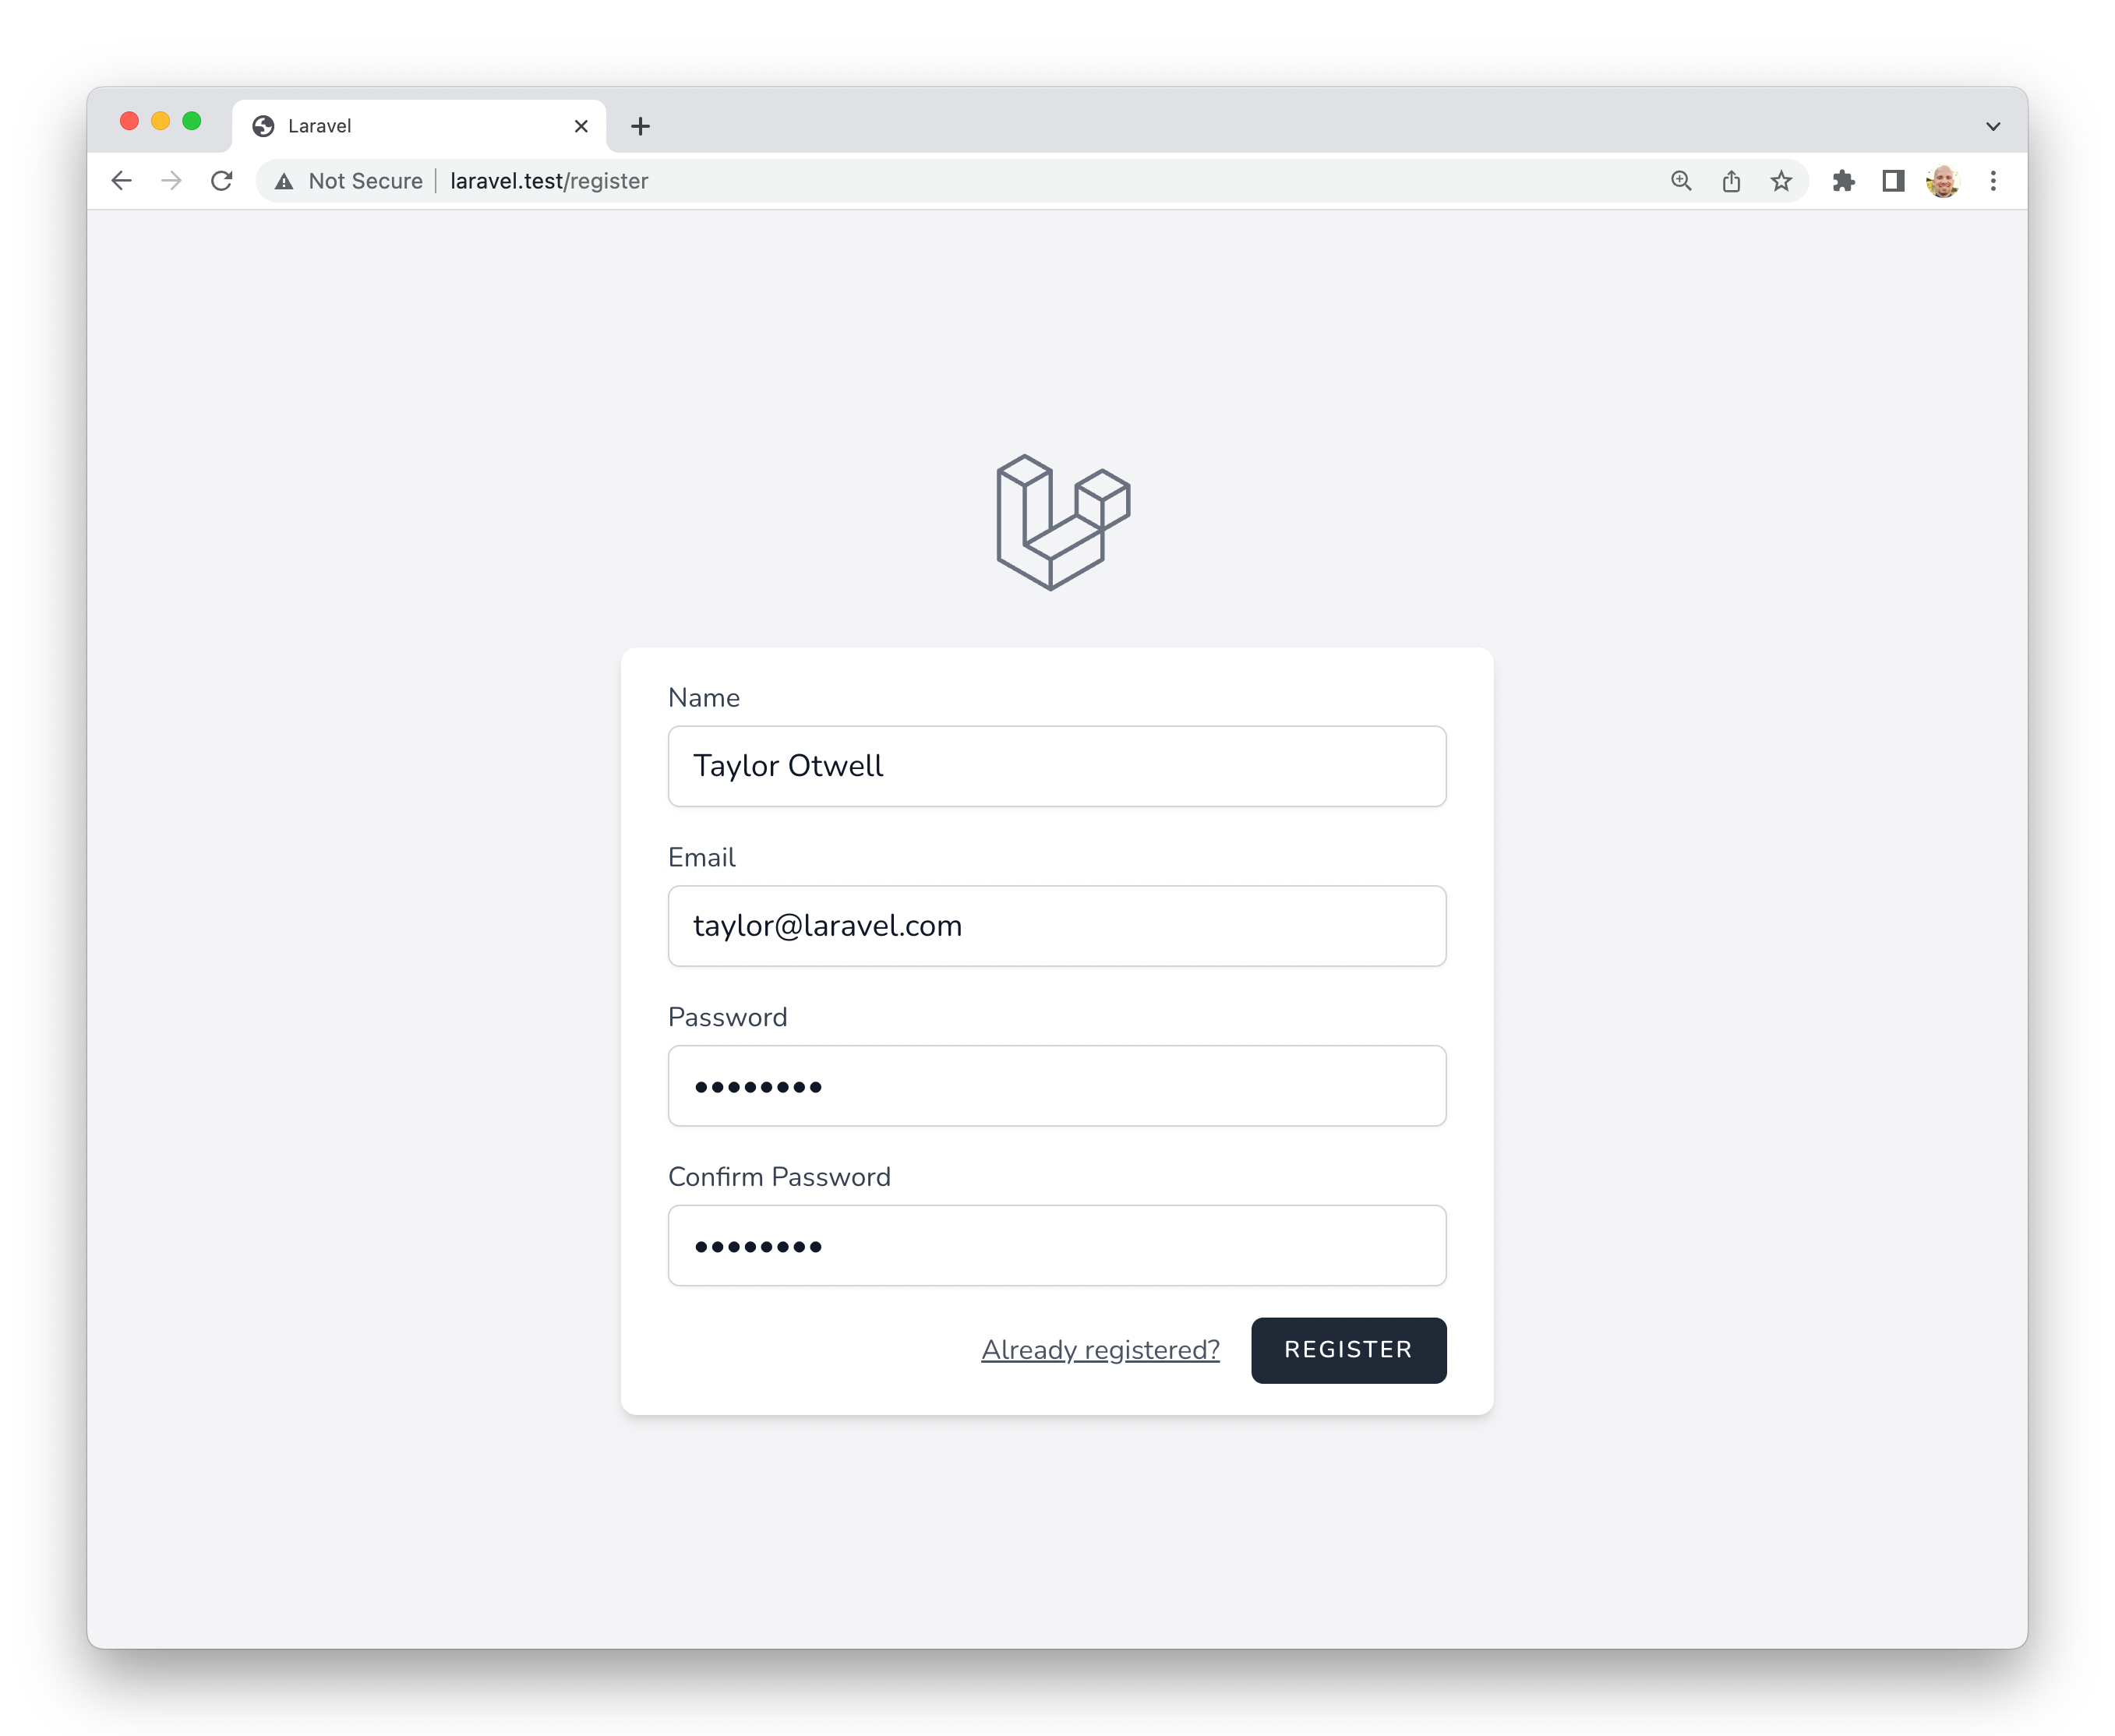 Laravel
Not Secure laravel.test/register
Name
Taylor Otwell
Email
taylor@laravel.com
Password
••••••••
Confirm Password
••••••••
Already registered? REGISTER